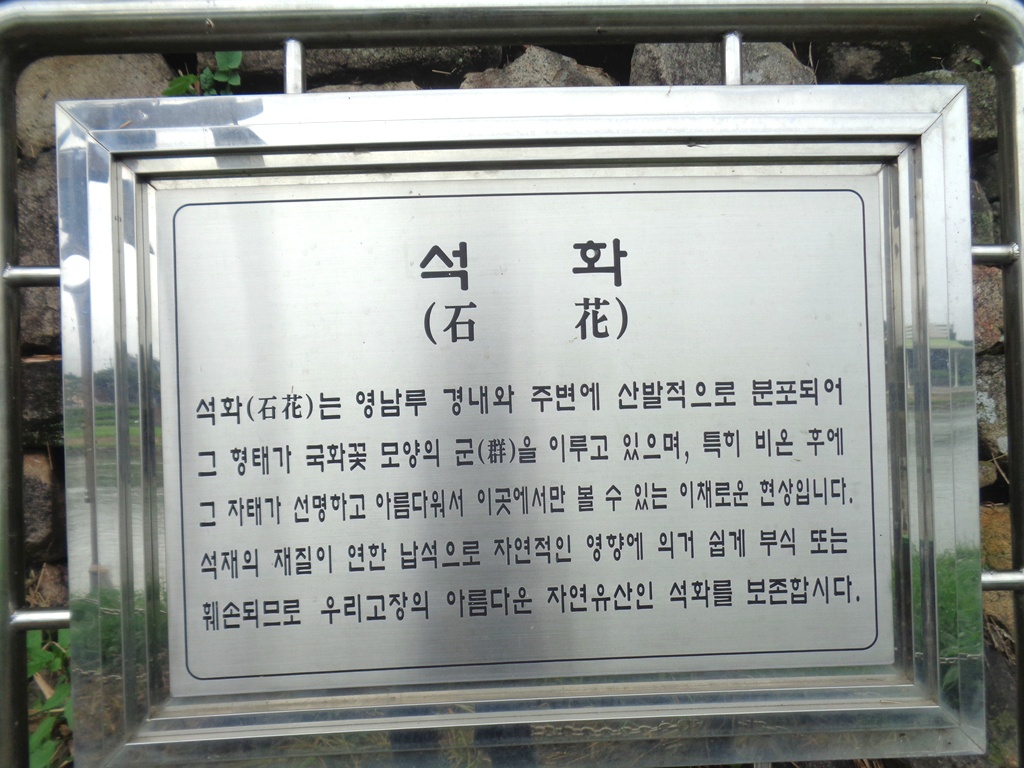 석 화
(石 花)
석화(石花)는 영남루 경내와 주변에 산발적으로 분포되어
그 형태가 국화꽃 모양의 군(群)을 이루고 있으며, 특히 비온 후에
그 자태가 선명하고 아름다워서 이곳에서만 볼 수 있는 이채로운 현상입니다.
석재의 재질이 연한 납석으로 자연적인 영향에 의거 쉽게 부식 또는
훼손되므로 우리고장의 아름다운 자연유산인 석화를 보존합시다.